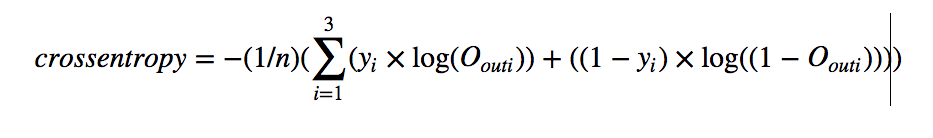 crossentropy = −(1/n)(∑_{i=1}^{3}(y_i × log(O_{outi})) + ((1 − y_i) × log((1 − O_{outi}))))